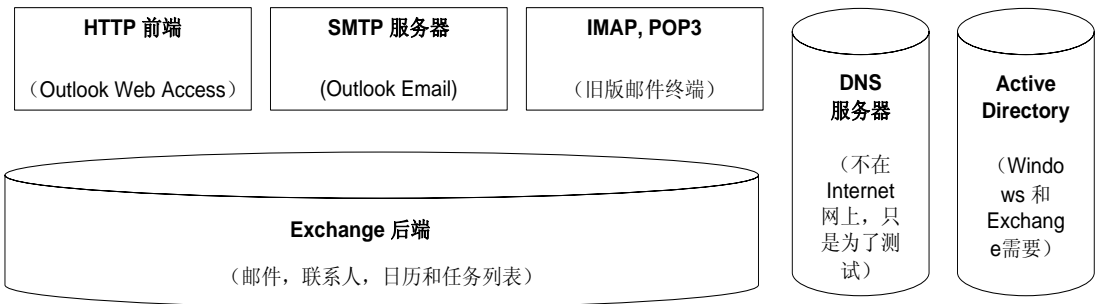 HTTP 前端
（Outlook Web Access）
SMTP 服务器
(Outlook Email)
IMAP, POP3
（旧版邮件终端）
DNS
服务器
（不在
Internet
网上，只
是为了测
试）
Active
Directory
（Windo
ws 和
Exchang
e需要）
Exchange 后端
（邮件，联系人，日历和任务列表）